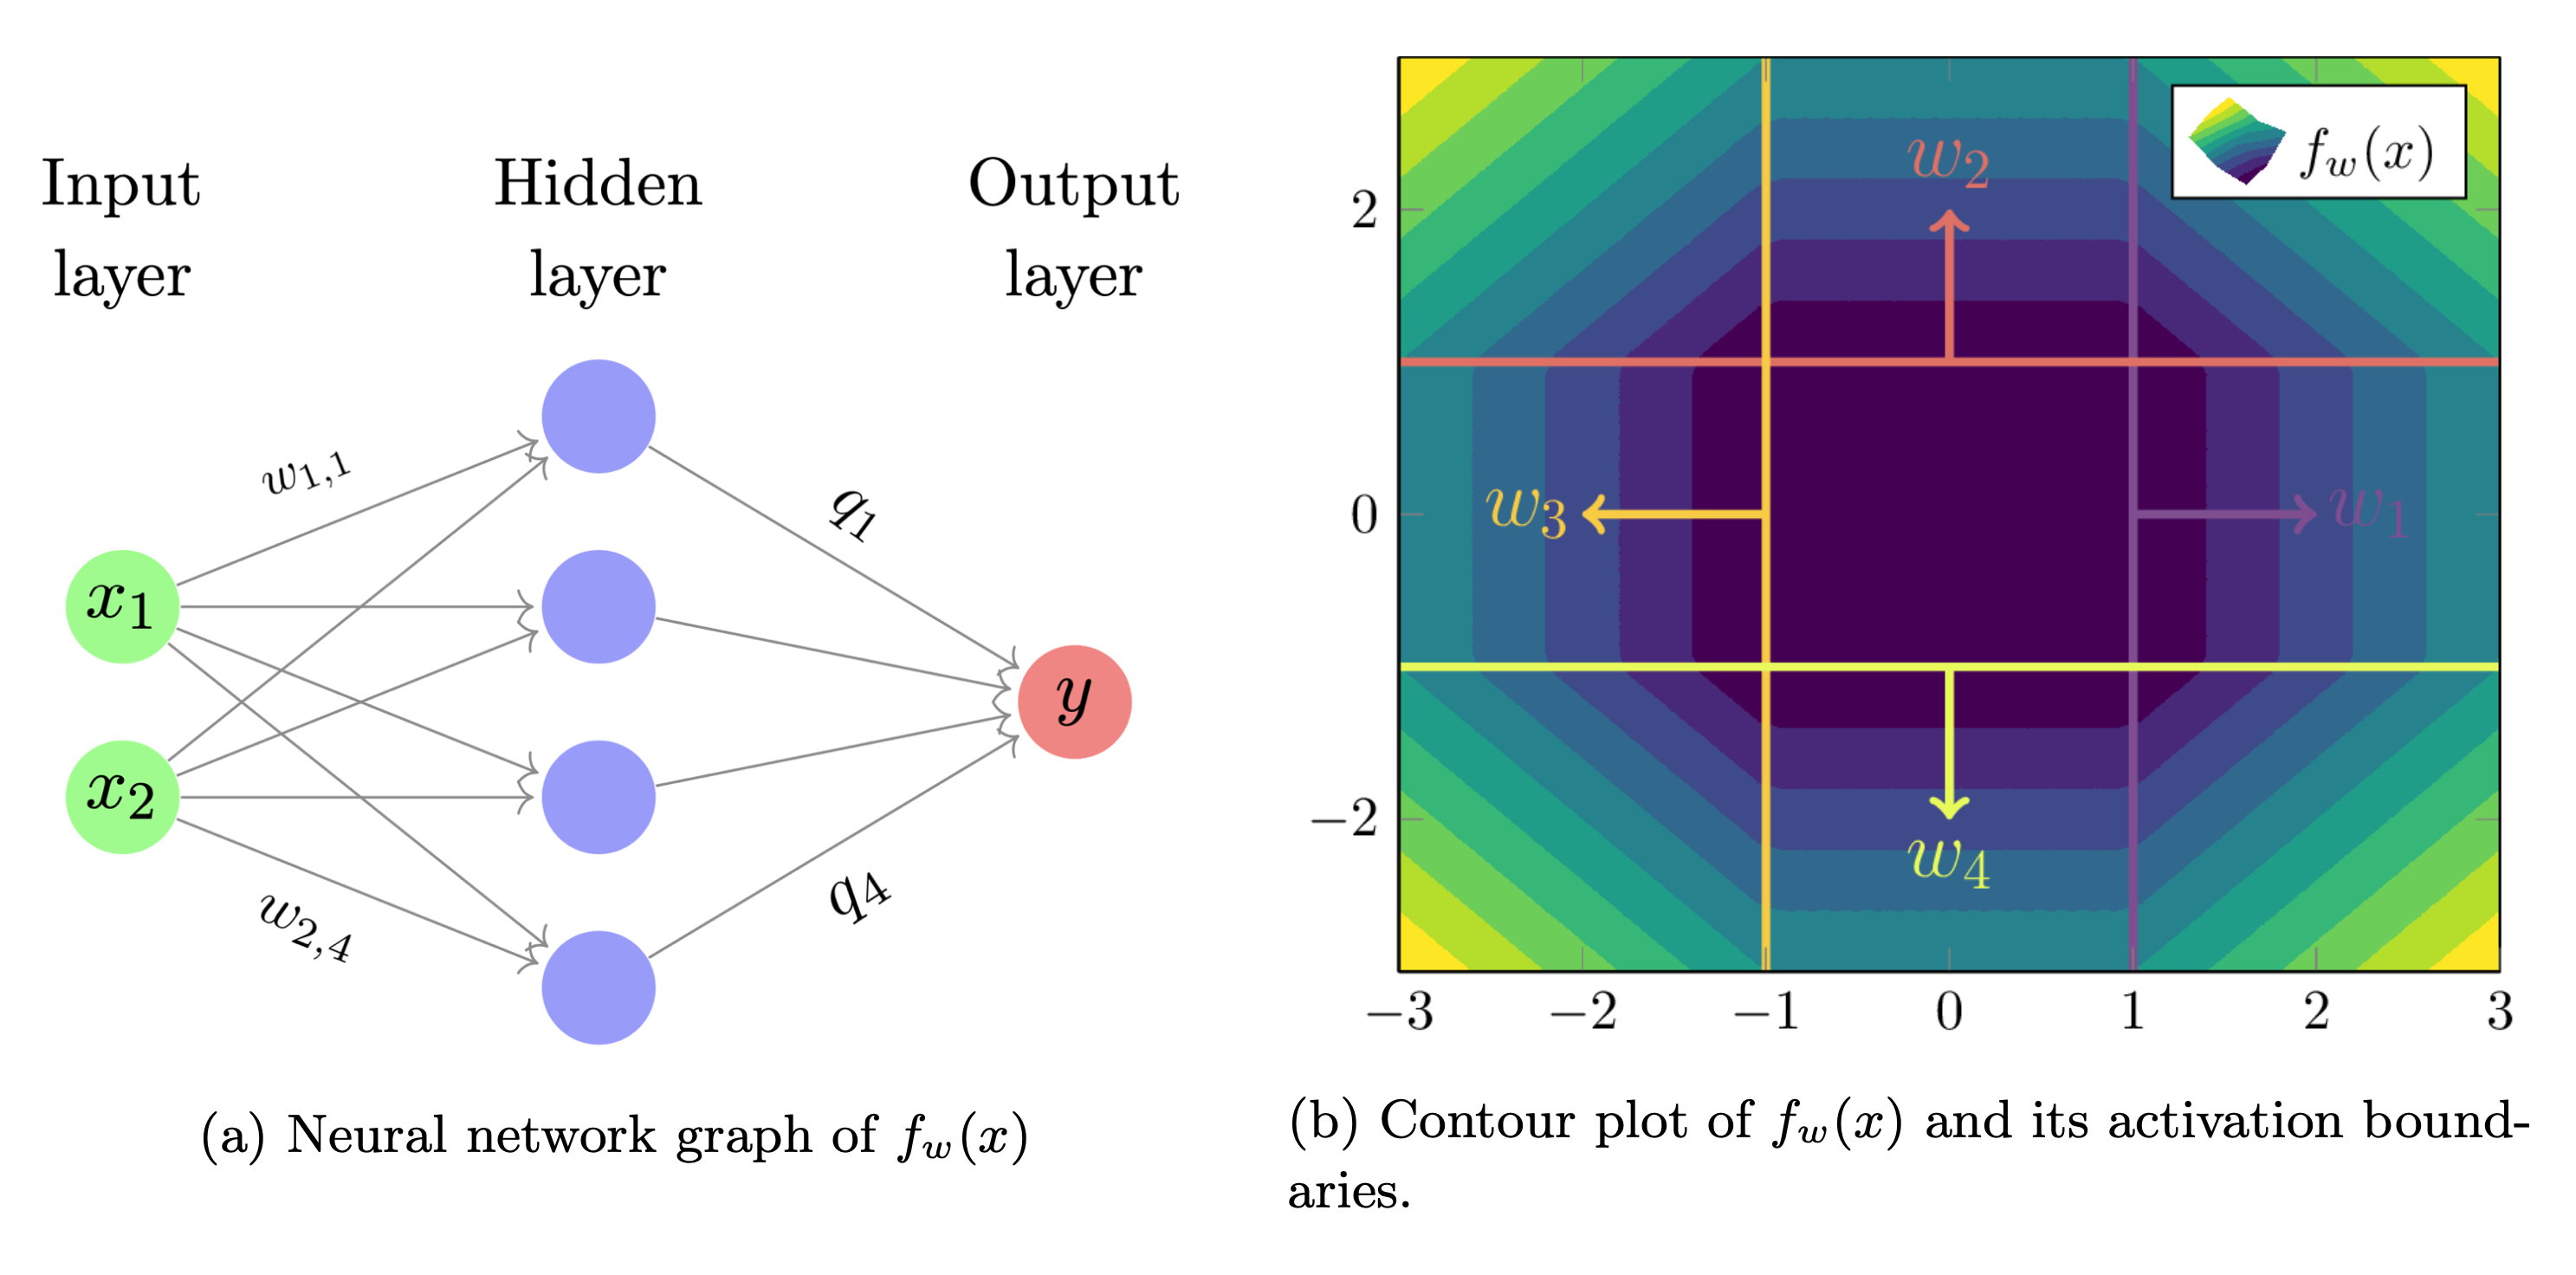 Input
layer
Hidden
layer
Output
layer
w_{1,1}
w_{2,4}
x_1
x_2
q_1
q_4
y
(a) Neural network graph of f_w(x)
f_w(x)
w_2
w_3
w_1
w_4
2
0
−2
−3 −2 −1 0 1 2 3
(b) Contour plot of f_w(x) and its activation bound-
aries.